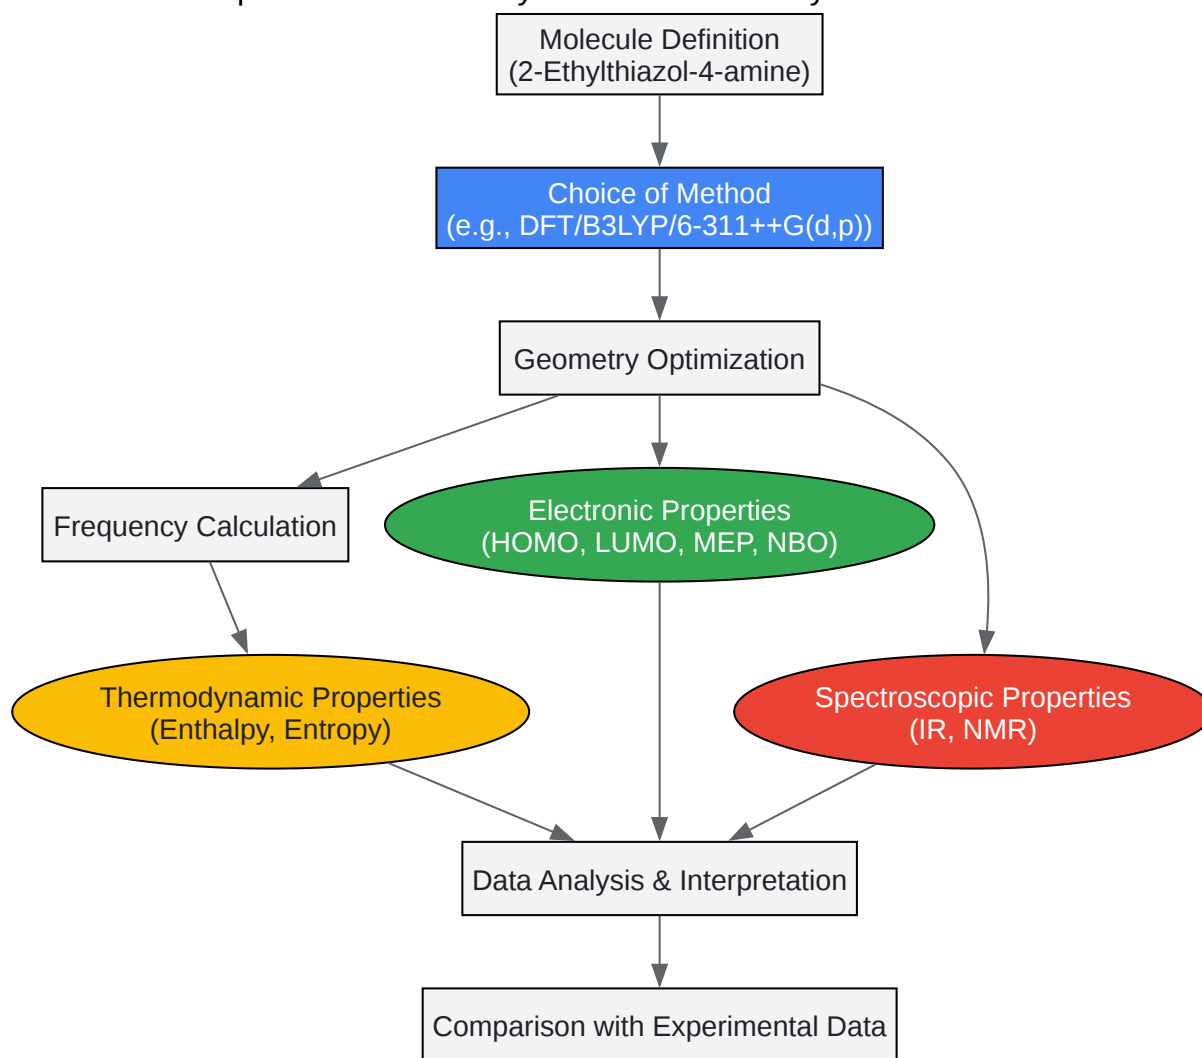 Molecule Definition
(2-Ethylthiazol-4-amine)
Choice of Method
(e.g., DFT/B3LYP/6-311++G(d,p))
Geometry Optimization
Frequency Calculation
Electronic Properties
(HOMO, LUMO, MEP, NBO)
Thermodynamic Properties
(Enthalpy, Entropy)
Spectroscopic Properties
(IR, NMR)
Data Analysis & Interpretation
Comparison with Experimental Data